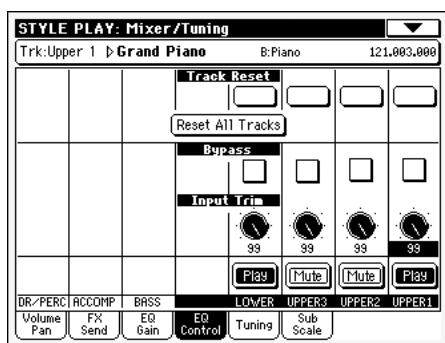 STYLE PLAY: Mixer/Tuning
Trk:Upper 1 ▷Grand Piano B:Piano 121.003.000
Track Reset
Reset All Tracks
Bypass
Input Trim
99 99 99 99
Play Mute Mute Play
DR/PERC ACCOMP BASS LOWER UPPER3 UPPER2 UPPER1
Volume Pan FX Send EQ Gain EQ Control Tuning Sub Scale